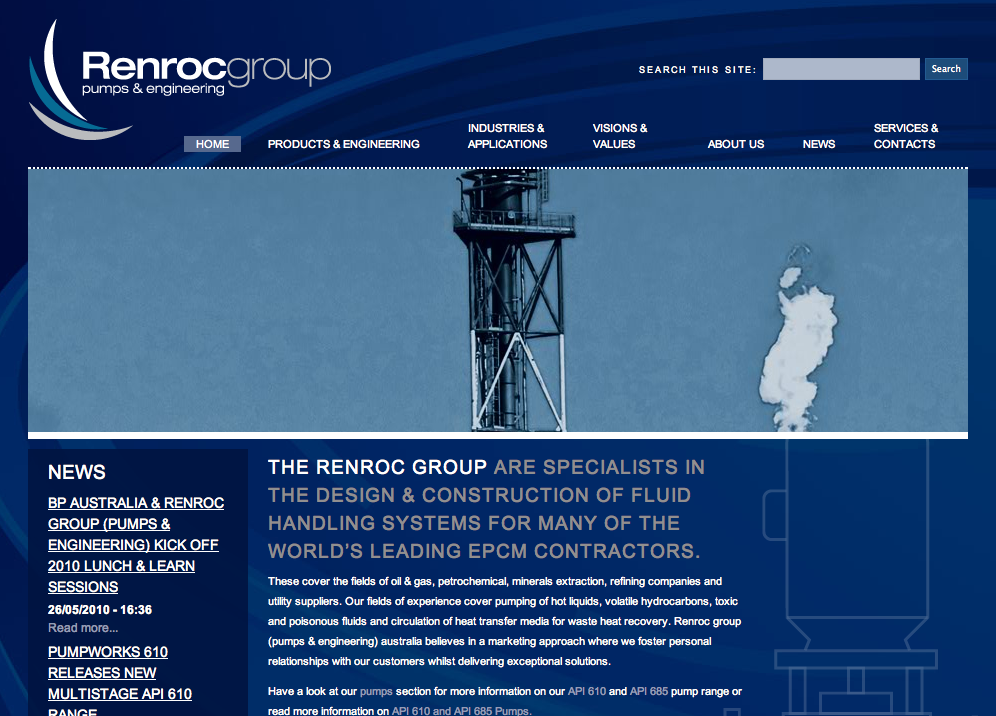 Renrocgroup
pumps & engineering
SEARCH THIS SITE:
Search
HOME
PRODUCTS & ENGINEERING
INDUSTRIES &
APPLICATIONS
VISIONS &
VALUES
ABOUT US
NEWS
SERVICES &
CONTACTS
NEWS
BP AUSTRALIA & RENROC
GROUP (PUMPS &
ENGINEERING) KICK OFF
2010 LUNCH & LEARN
SESSIONS
26/05/2010 - 16:36
Read more...
PUMPWORKS 610
RELEASES NEW
MULTISTAGE API 610
RANGE
THE RENROC GROUP ARE SPECIALISTS IN
THE DESIGN & CONSTRUCTION OF FLUID
HANDLING SYSTEMS FOR MANY OF THE
WORLD'S LEADING EPCM CONTRACTORS.
These cover the fields of oil & gas, petrochemical, minerals extraction, refining companies and
utility suppliers. Our fields of experience cover pumping of hot liquids, volatile hydrocarbons, toxic
and poisonous fluids and circulation of heat transfer media for waste heat recovery. Renroc group
(pumps & engineering) australia believes in a marketing approach where we foster personal
relationships with our customers whilst delivering exceptional solutions.
Have a look at our pumps section for more information on our API 610 and API 685 pump range or
read more information on API 610 and API 685 Pumps.